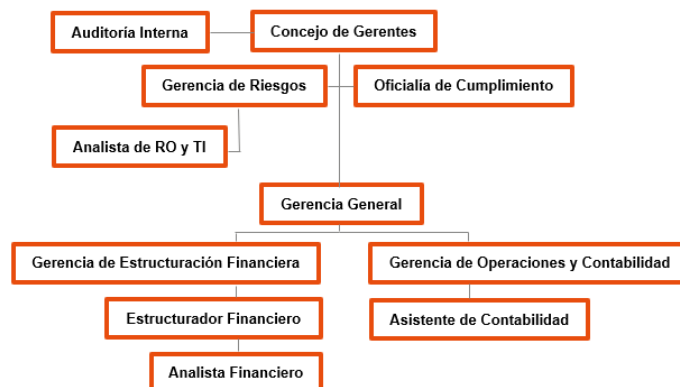 Auditoría Interna
Concejo de Gerentes
Gerencia de Riesgos
Oficialía de Cumplimiento
Analista de RO y TI
Gerencia General
Gerencia de Estructuración Financiera
Gerencia de Operaciones y Contabilidad
Estructurador Financiero
Asistente de Contabilidad
Analista Financiero